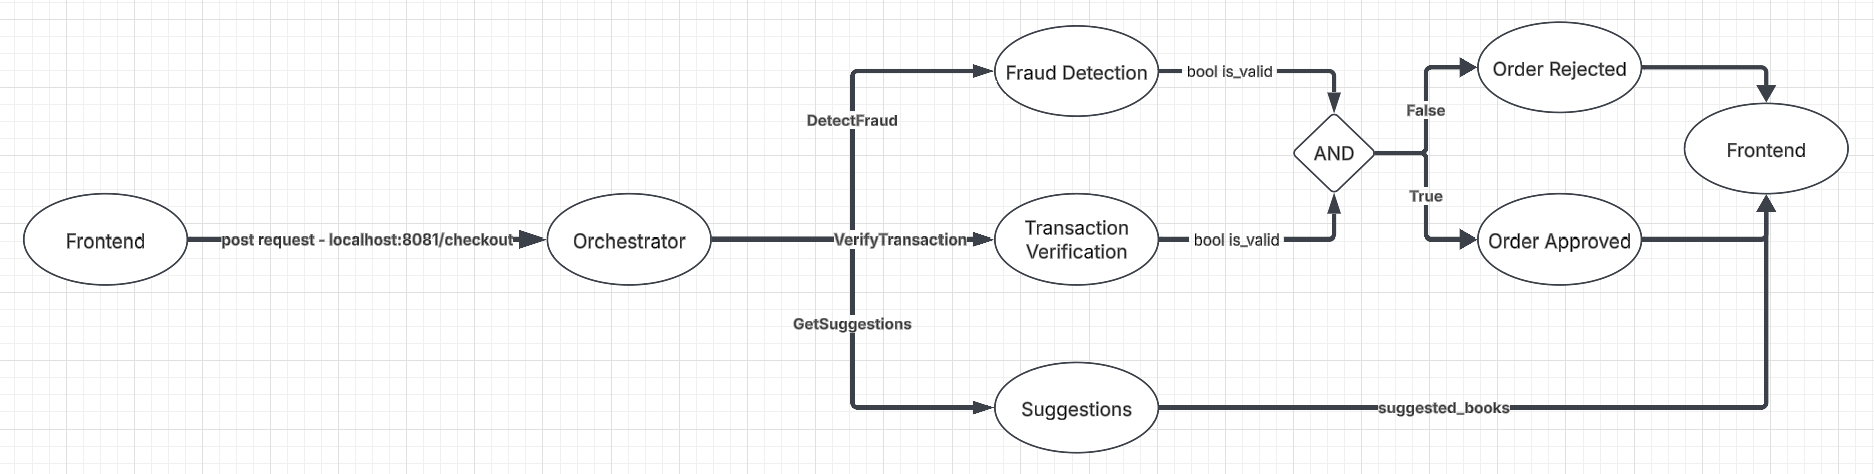 Frontend
post request - localhost:8081/checkout
Orchestrator
DetectFraud
VerifyTransaction
GetSuggestions
Fraud Detection
bool is_valid
Transaction
Verification
bool is_valid
Suggestions
suggested_books
AND
False
True
Order Rejected
Order Approved
Frontend